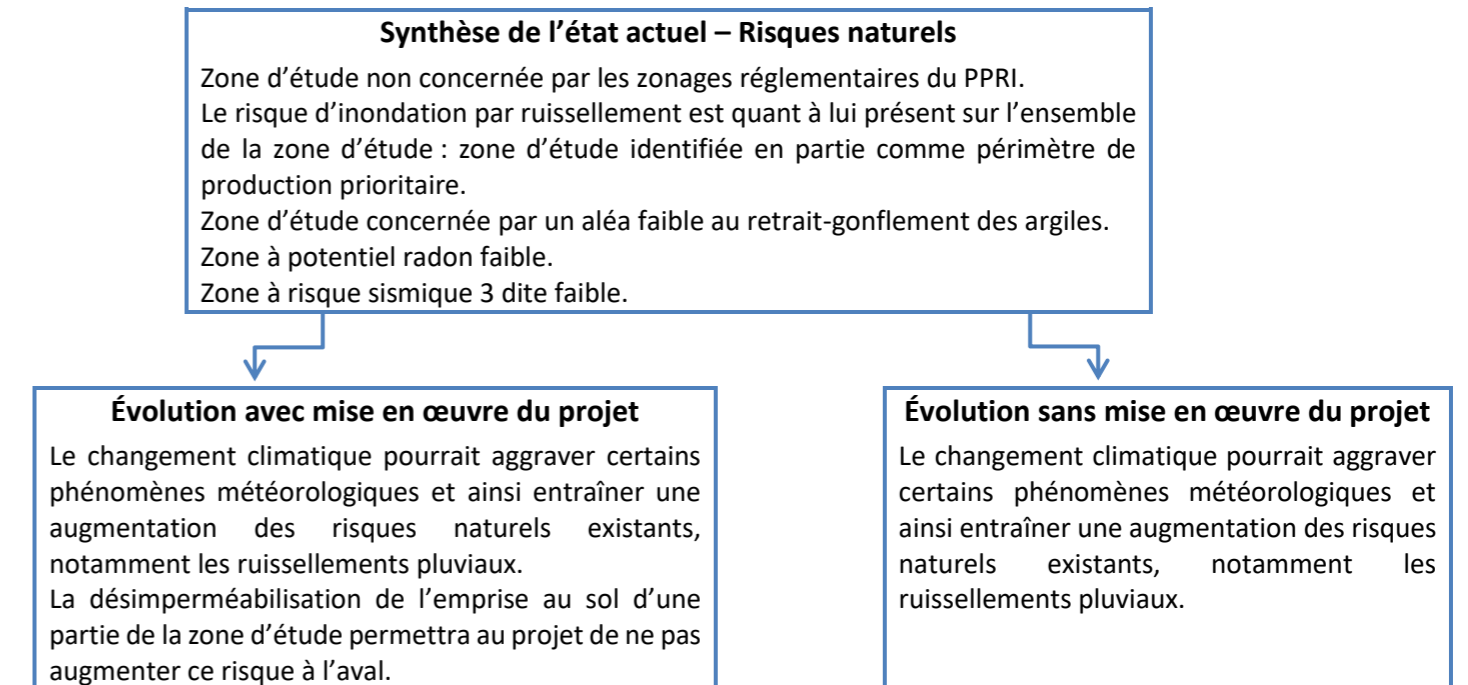 Synthèse de l’état actuel – Risques naturels
Zone d’étude non concernée par les zonages réglementaires du PPRI.
Le risque d’inondation par ruissellement est quant à lui présent sur l’ensemble
de la zone d’étude : zone d’étude identifiée en partie comme périmètre de
production prioritaire.
Zone d’étude concernée par un aléa faible au retrait-gonflement des argiles.
Zone à potentiel radon faible.
Zone à risque sismique 3 dite faible.
Évolution avec mise en œuvre du projet
Le changement climatique pourrait aggraver certains
phénomènes météorologiques et ainsi entraîner une
augmentation des risques naturels existants,
notamment les ruissellements pluviaux.
La désimperméabilisation de l’emprise au sol d’une
partie de la zone d’étude permettra au projet de ne pas
augmenter ce risque à l’aval.
Évolution sans mise en œuvre du projet
Le changement climatique pourrait aggraver
certains phénomènes météorologiques et
ainsi entraîner une augmentation des risques
naturels existants, notamment les
ruissellements pluviaux.